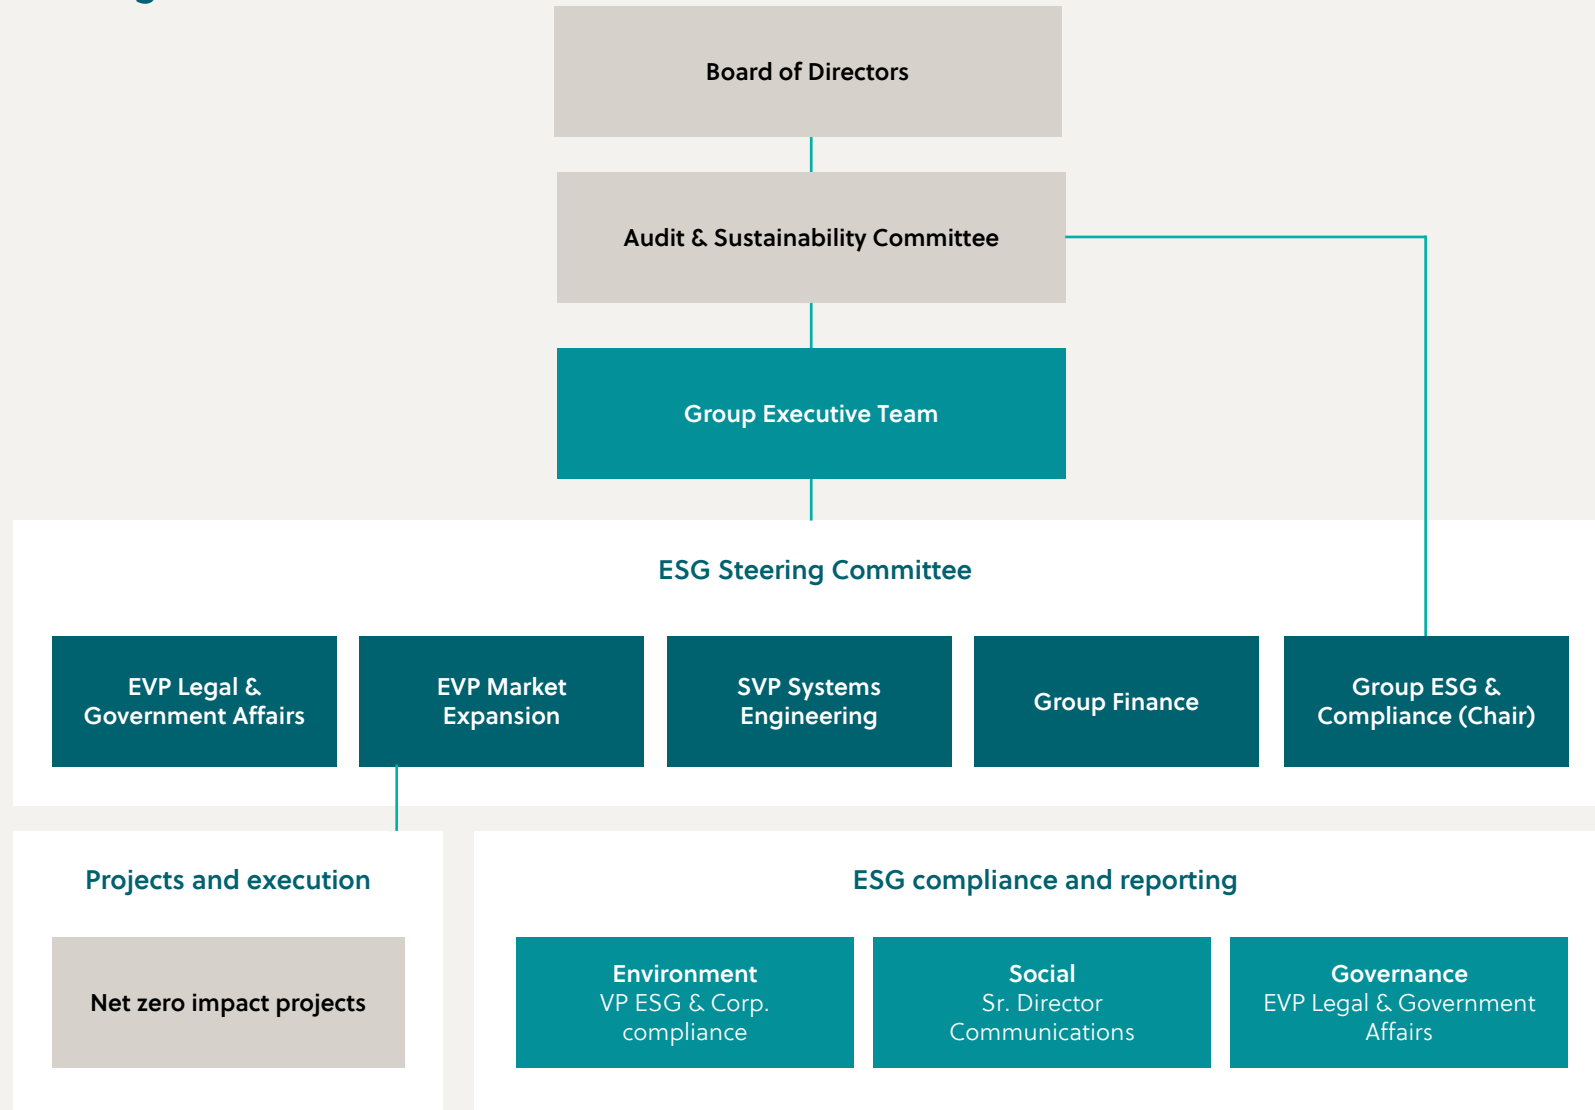 Board of Directors
Audit & Sustainability Committee
Group Executive Team
ESG Steering Committee
EVP Legal &
Government Affairs
EVP Market
Expansion
SVP Systems
Engineering
Group Finance
Group ESG &
Compliance (Chair)
Projects and execution
Net zero impact projects
ESG compliance and reporting
Environment
VP ESG & Corp.
compliance
Social
Sr. Director
Communications
Governance
EVP Legal & Government
Affairs